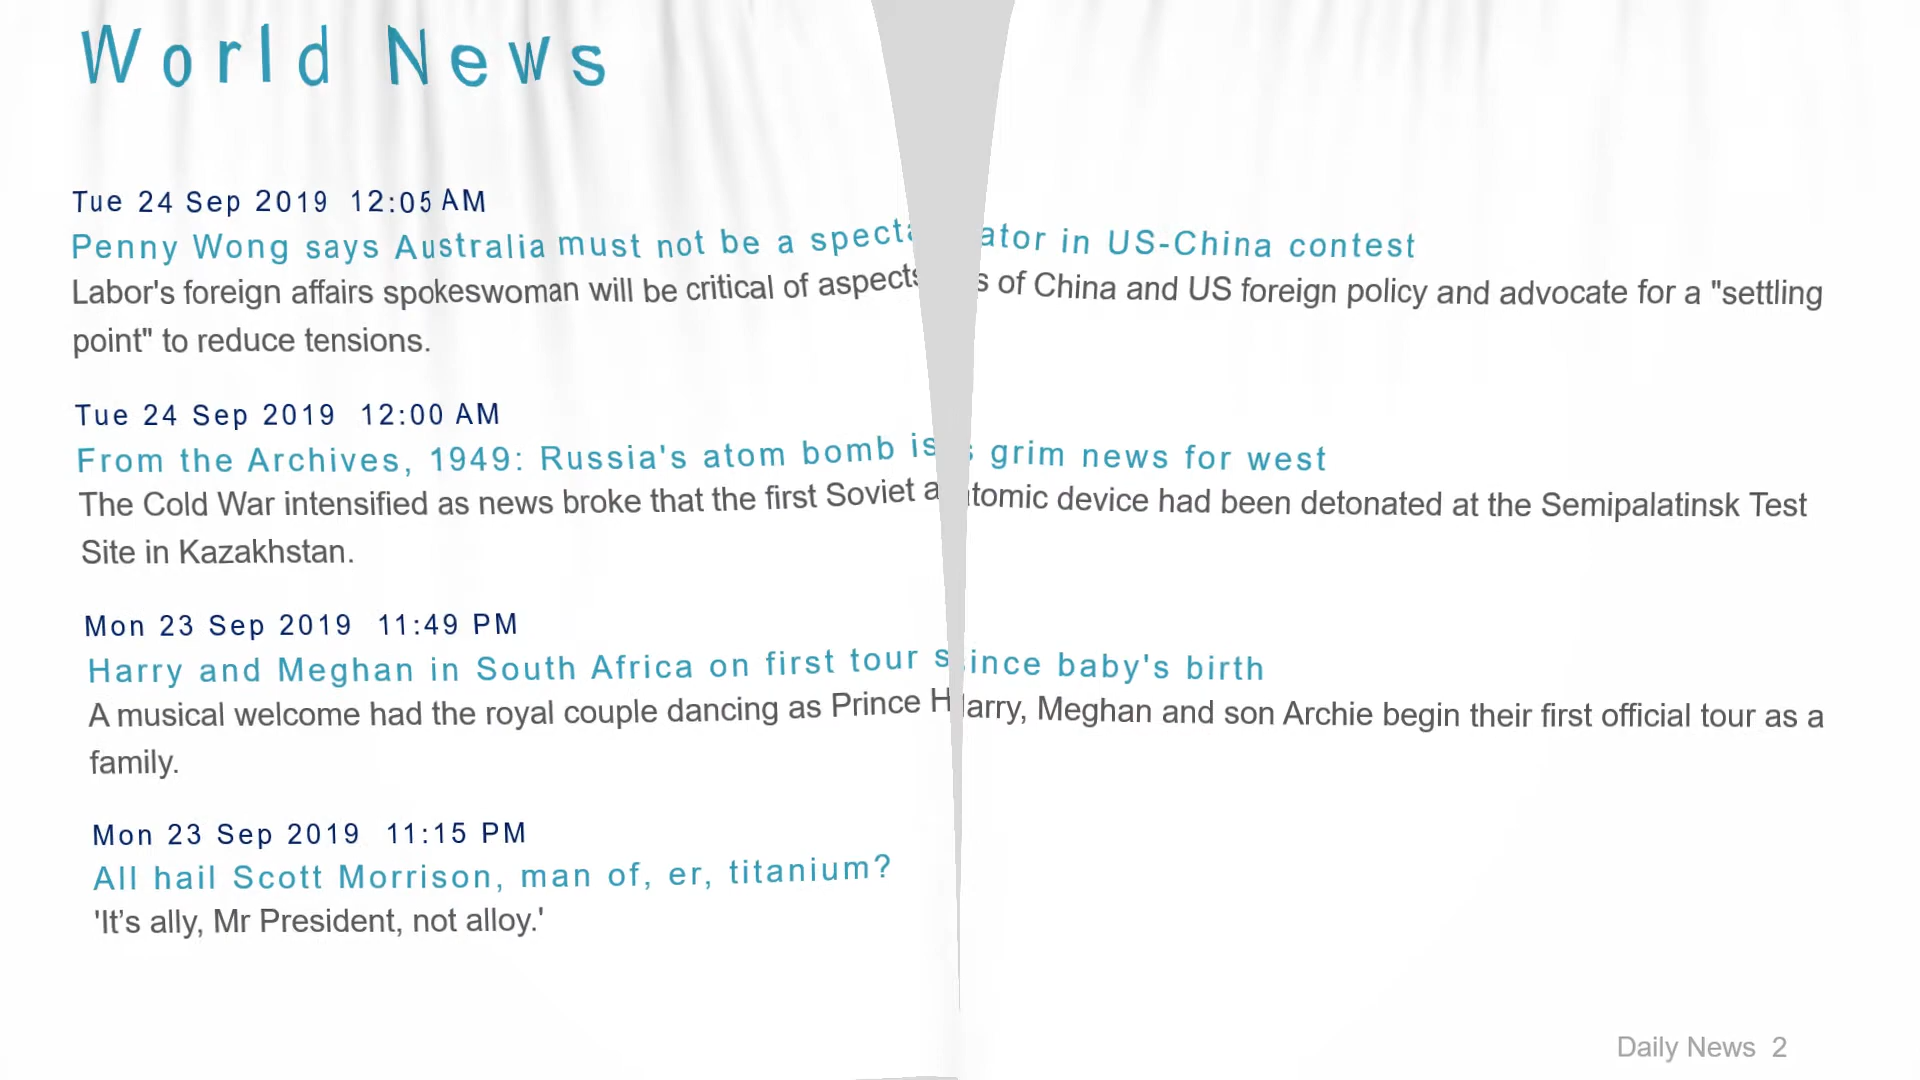 World News
Tue 24 Sep 2019 12:05 AM
Penny Wong says Australia must not be a spectator in US-China contest
Labor's foreign affairs spokeswoman will be critical of aspects of China and US foreign policy and advocate for a "settling
point" to reduce tensions.
Tue 24 Sep 2019 12:00 AM
From the Archives, 1949: Russia's atom bomb is grim news for west
The Cold War intensified as news broke that the first Soviet atomic device had been detonated at the Semipalatinsk Test
Site in Kazakhstan.
Mon 23 Sep 2019 11:49 PM
Harry and Meghan in South Africa on first tour since baby's birth
A musical welcome had the royal couple dancing as Prince Harry, Meghan and son Archie begin their first official tour as a
family.
Mon 23 Sep 2019 11:15 PM
All hail Scott Morrison, man of, er, titanium?
'It’s ally, Mr President, not alloy.'
Daily News 2